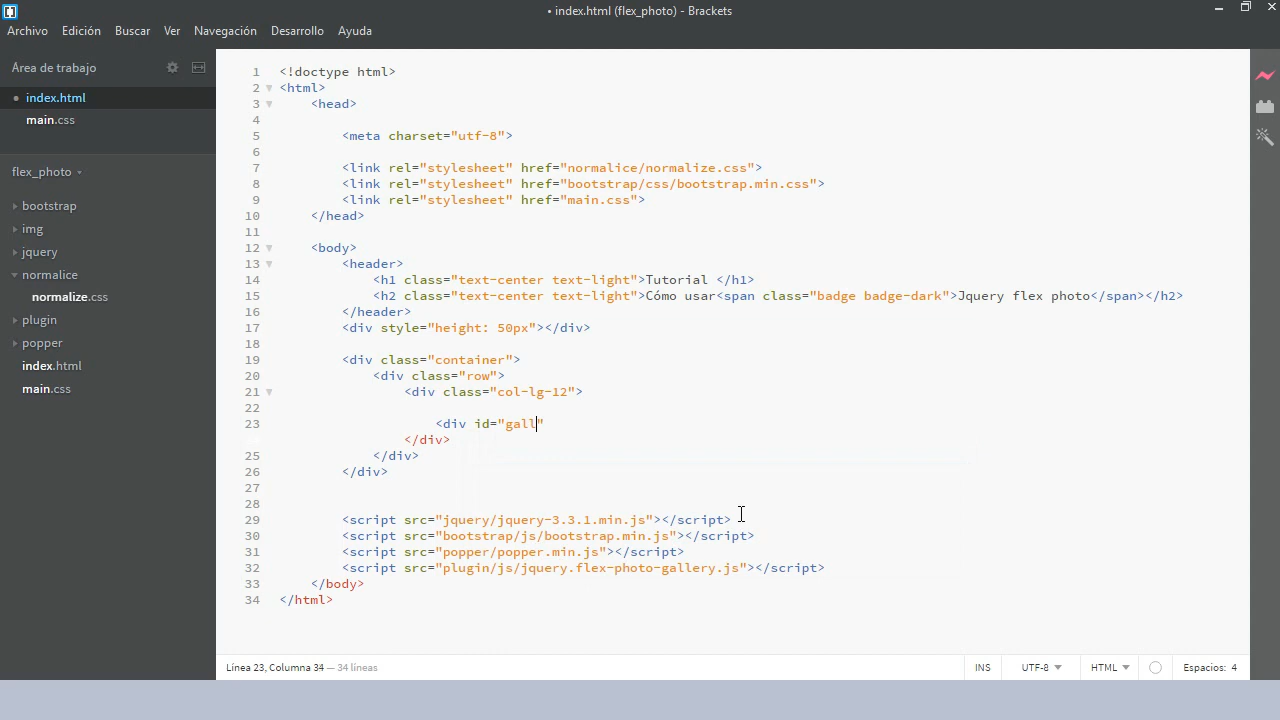 • index.html (flex_photo) - Brackets
Archivo Edición Buscar Ver Navegación Desarrollo Ayuda
Área de trabajo
• index.html
main.css
flex_photo
bootstrap
img
jquery
normalice
normalize.css
plugin
popper
index.html
main.css
1 <!doctype html>
2 <html>
3 <head>
4
5 <meta charset="utf-8">
6
7 <link rel="stylesheet" href="normalice/normalize.css">
8 <link rel="stylesheet" href="bootstrap/css/bootstrap.min.css">
9 <link rel="stylesheet" href="main.css">
10 </head>
11
12 <body>
13 <header>
14 <h1 class="text-center text-light">Tutorial </h1>
15 <h2 class="text-center text-light">Cómo usar<span class="badge badge-dark">Jquery flex photo</span></h2>
16 </header>
17 <div style="height: 50px"></div>
18
19 <div class="container">
20 <div class="row">
21 <div class="col-lg-12">
22
23 <div id="gall"
</div>
25 </div>
26 </div>
27
28
29 <script src="jquery/jquery-3.3.1.min.js"></script>
30 <script src="bootstrap/js/bootstrap.min.js"></script>
31 <script src="popper/popper.min.js"></script>
32 <script src="plugin/js/jquery.flex-photo-gallery.js"></script>
33 </body>
34 </html>
Línea 23, Columna 34 — 34 líneas INS UTF-8 HTML Espacios: 4